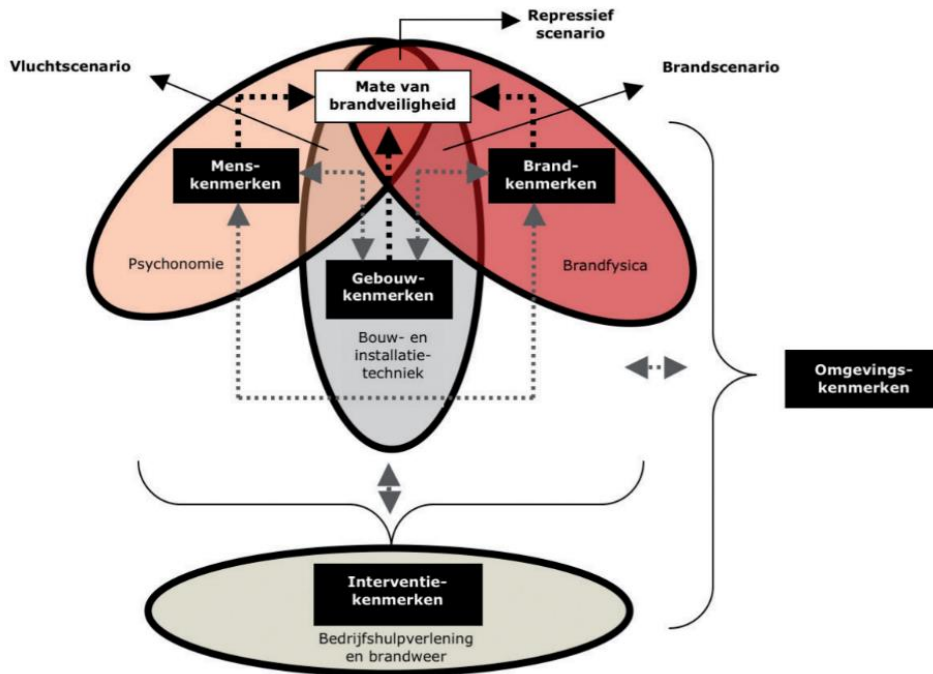 Repressief
scenario
Vluchtscenario
Brandscenario
Mate van
brandveiligheid
Mens-
kenmerken
Brand-
kenmerken
Psychonomie
Brandfysica
Gebouw-
kenmerken
Bouw- en
installatie-
techniek
Omgevings-
kenmerken
Interventie-
kenmerken
Bedrijfshulpverlening
en brandweer